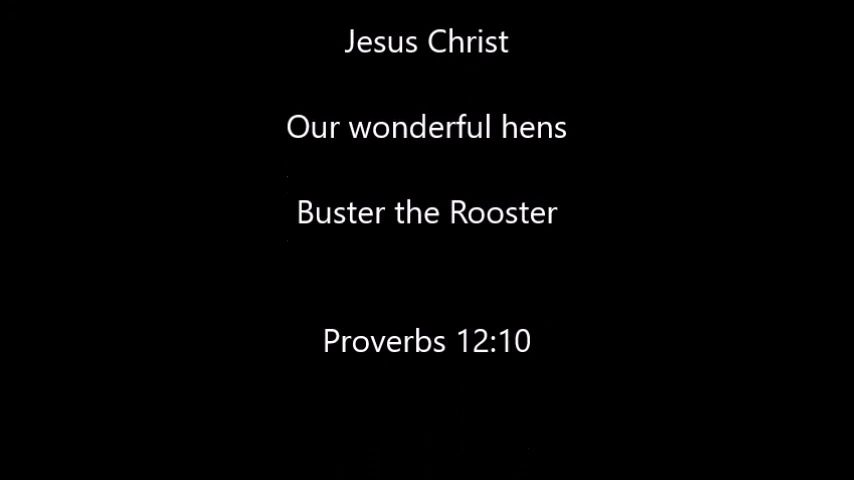 Jesus Christ
Our wonderful hens
Buster the Rooster
Proverbs 12:10